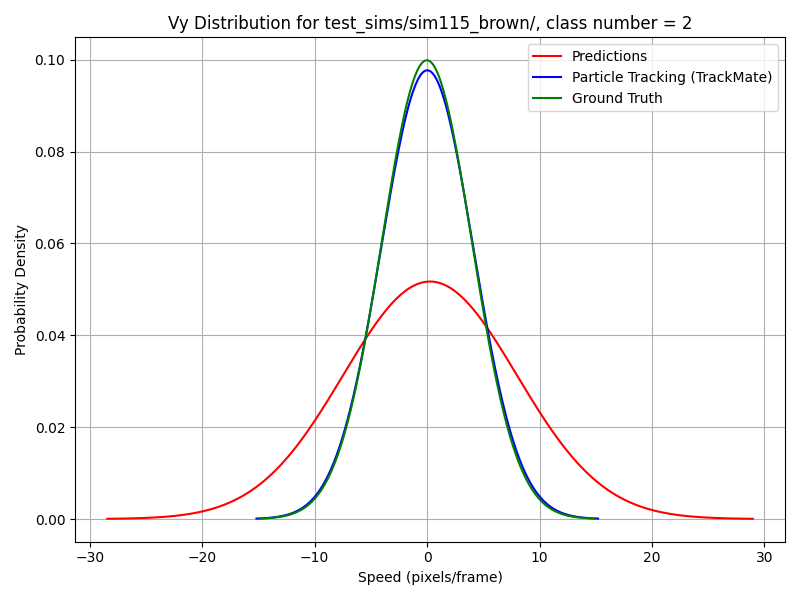 Vy Distribution for test_sims/sim115_brown/, class number = 2
Predictions
Particle Tracking (TrackMate)
Ground Truth
Probability Density
0.10
0.08
0.06
0.04
0.02
0.00
−30 −20 −10 0 10 20 30
Speed (pixels/frame)